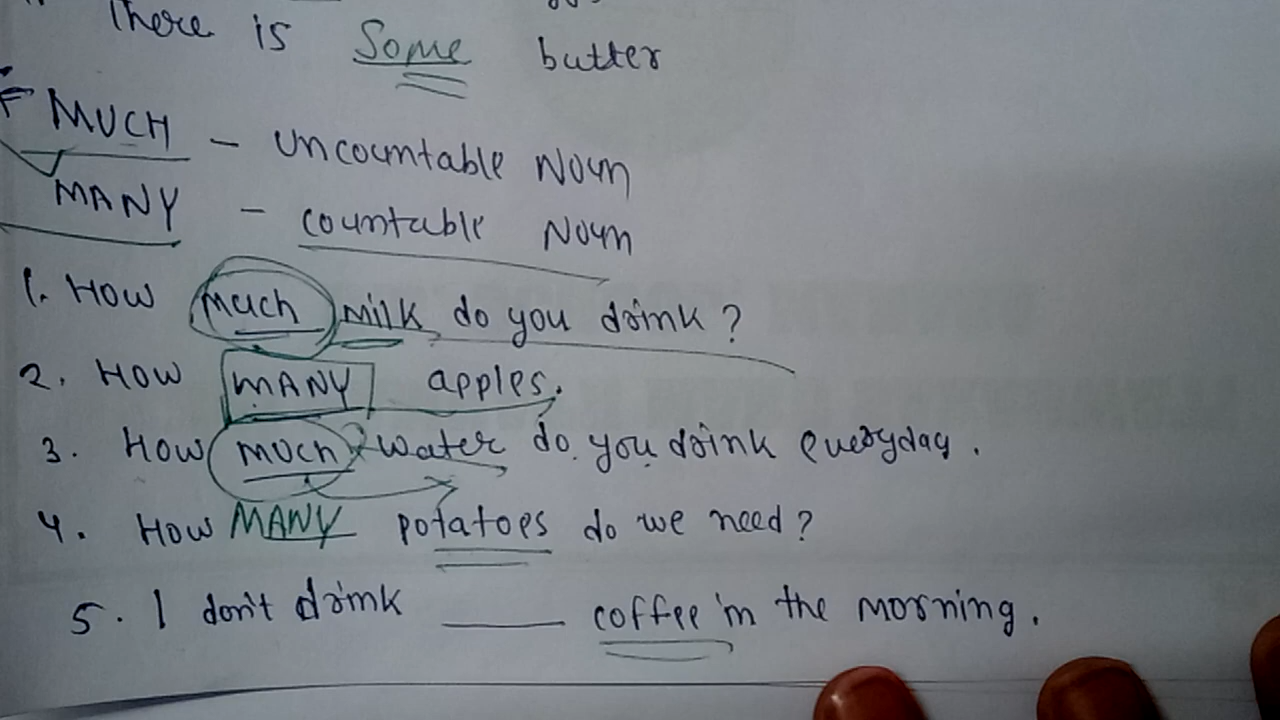 There is Some butter
MUCH - Uncountable Noun
MANY - countable Noun
1. How much milk do you drink?
2. How MANY apples.
3. How much water do you drink everyday.
4. How MANY potatoes do we need?
5. I don't drink ____ coffee in the morning.